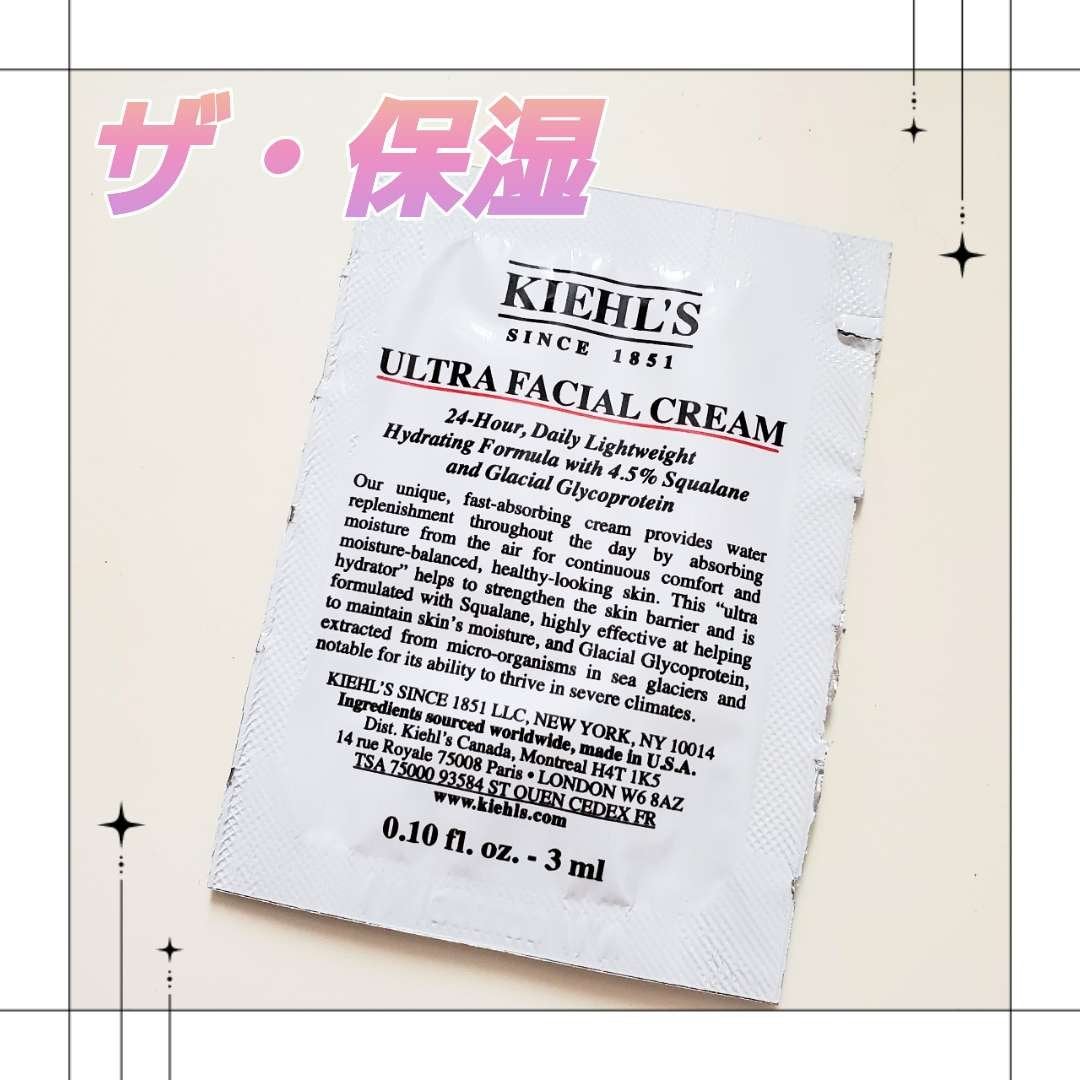 ザ・保湿
KIEHL'S
SINCE 1851
ULTRA FACIAL CREAM
24-Hour, Daily Lightweight
Hydrating Formula with 4.5% Squalane
and Glacial Glycoprotein
Our unique, fast-absorbing cream provides water
replenishment throughout the day by absorbing
moisture from the air for continuous comfort and
moisture-balanced, healthy-looking skin. This “ultra
hydrator” helps to strengthen the skin barrier and is
formulated with Squalane, highly effective at helping
to maintain skin’s moisture, and Glacial Glycoprotein,
extracted from micro-organisms in sea glaciers and
notable for its ability to thrive in severe climates.
KIEHL’S SINCE 1851 LLC, NEW YORK, NY 10014
Ingredients sourced worldwide, made in U.S.A.
Dist. Kiehl’s Canada, Montreal H4T 1K5
14 rue Royale 75008 Paris • LONDON W6 8AZ
TSA 75000 93584 ST OUEN CEDEX FR
www.kiehls.com
0.10 fl. oz. - 3 ml